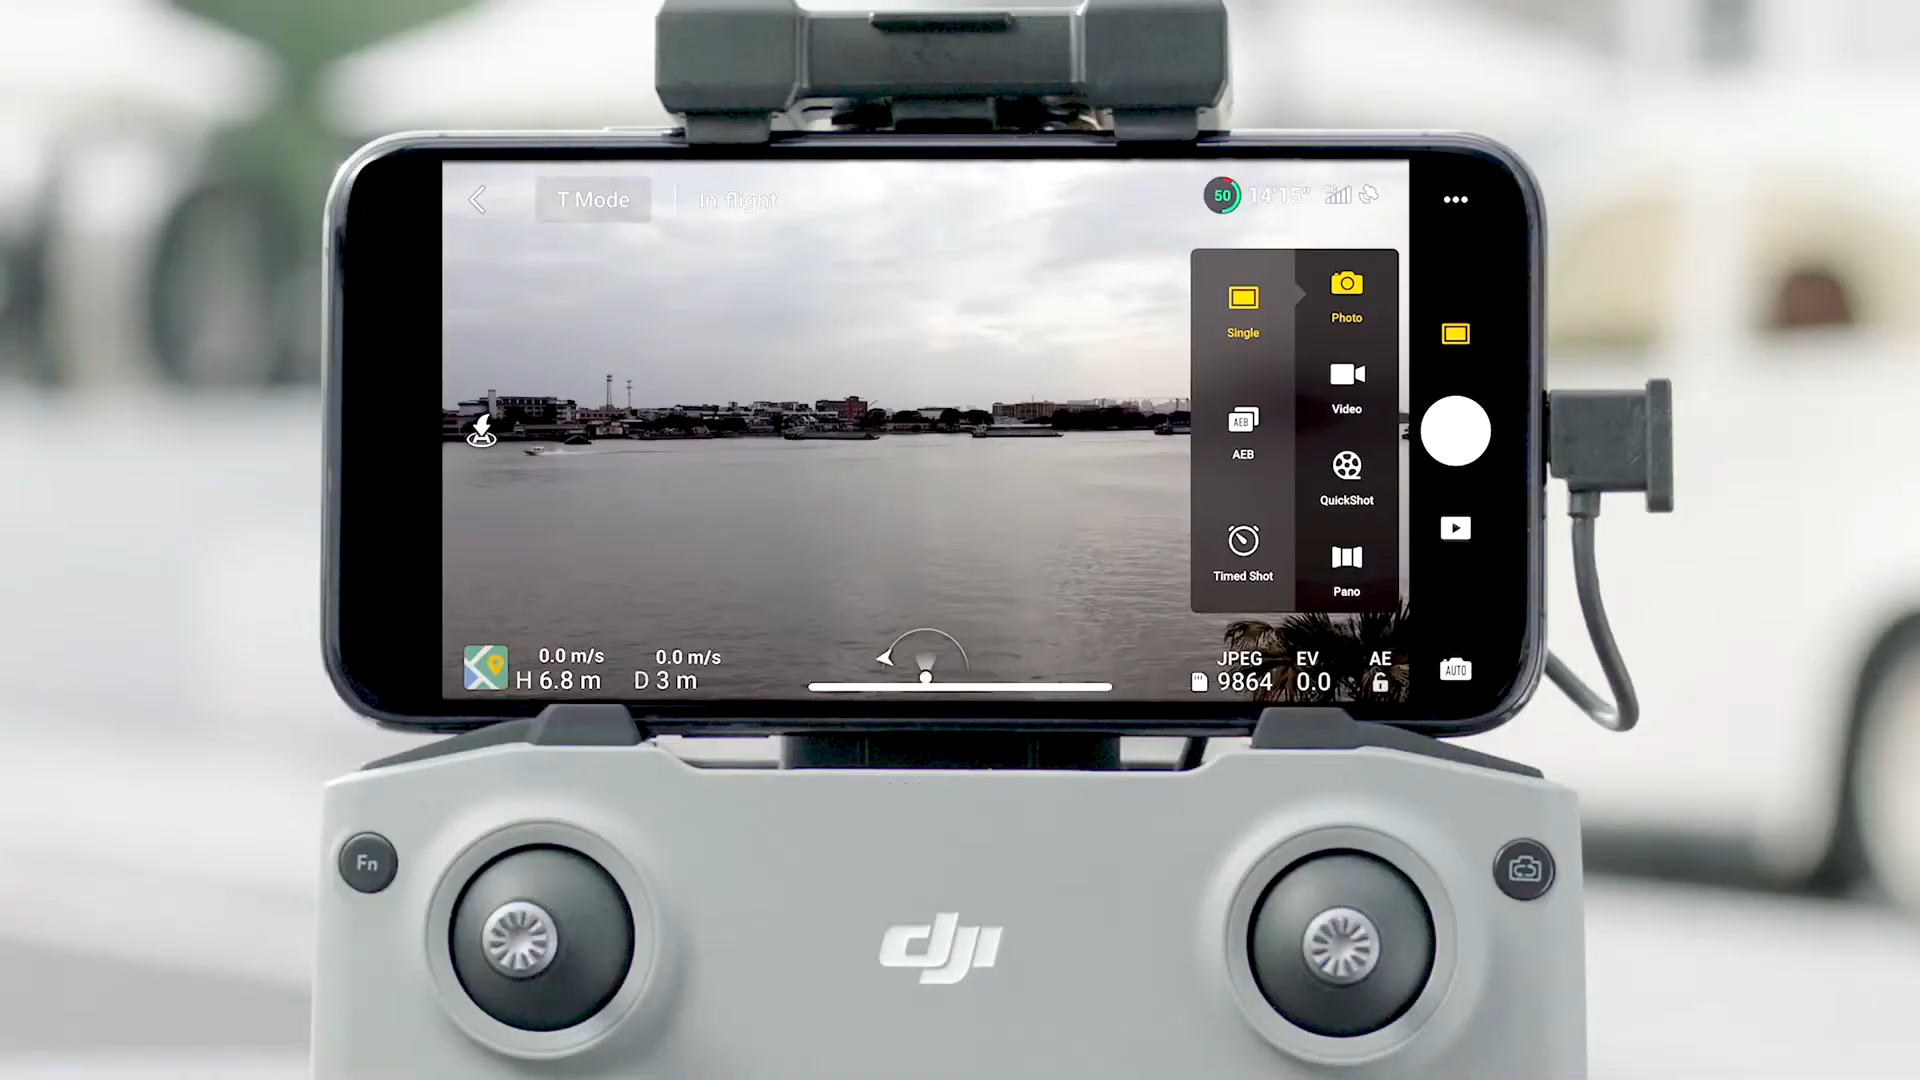 T Mode
In flight
50
14'15"
RC
Single
Photo
Video
AEB
AEB
QuickShot
Timed Shot
Pano
0.0 m/s
0.0 m/s
H 6.8 m
D 3 m
JPEG
EV
AE
9864
0.0
AUTO
Fn
dji